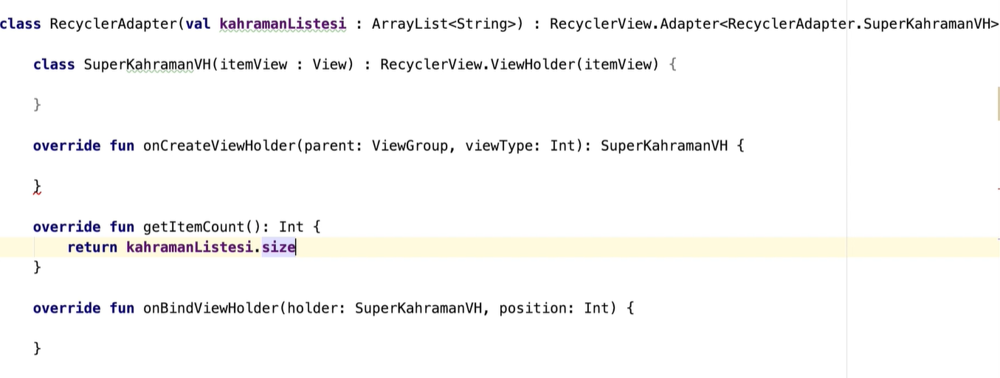 class RecyclerAdapter(val kahramanListesi : ArrayList<String>) : RecyclerView.Adapter<RecyclerAdapter.SuperKahramanVH>
class SuperKahramanVH(itemView : View) : RecyclerView.ViewHolder(itemView) {
}
override fun onCreateViewHolder(parent: ViewGroup, viewType: Int): SuperKahramanVH {
}
override fun getItemCount(): Int {
return kahramanListesi.size
}
override fun onBindViewHolder(holder: SuperKahramanVH, position: Int) {
}